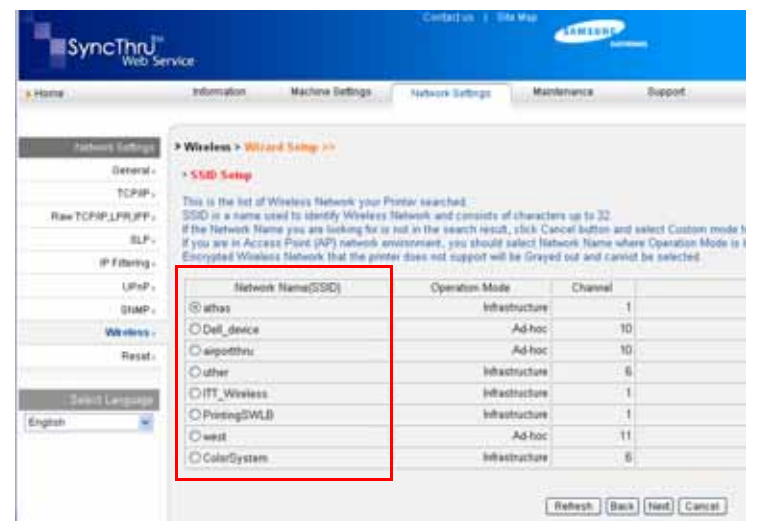 Contact us | Site Map
SAMSUNG
ELECTRONICS
SyncThru™
Web Service
Home
Information Machine Settings Network Settings Maintenance Support
Network Settings
General
TCP/IP
Raw TCP/IP,LPR,IPP
SLP
IP Filtering
UPnP
SNMP
Wireless
Reset
Select Language
English
> Wireless > Wizard Setup >>
SSID Setup
This is the list of Wireless Network your Printer searched.
SSID is a name used to identify Wireless Network and consists of characters up to 32.
If the Network Name you are looking for is not in the search result, click Cancel button and select Custom mode
If you are in Access Point (AP) network environment, you should select Network Name where Operation Mode is
Encrypted Wireless Network that the printer does not support will be Grayed out and cannot be selected.
Network Name(SSID) Operation Mode Channel
athas Infrastructure 1
Dell_device Ad-hoc 10
airportthru Ad-hoc 10
uther Infrastructure 6
ITT_Wireless Infrastructure 1
PrintingSWLB Infrastructure 1
west Ad-hoc 11
ColorSystem Infrastructure 6
Refresh Back Next Cancel